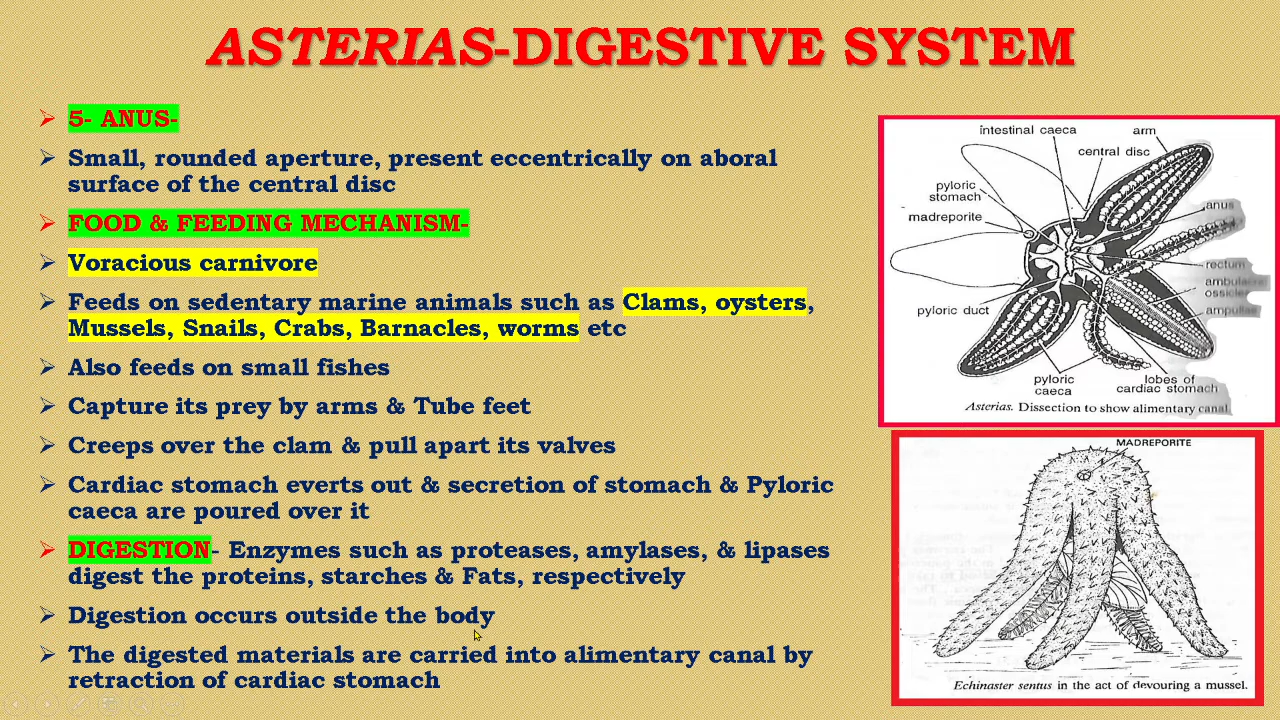 ASTERIAS-DIGESTIVE SYSTEM
5- ANUS-
Small, rounded aperture, present eccentrically on aboral
surface of the central disc
FOOD & FEEDING MECHANISM-
Voracious carnivore
Feeds on sedentary marine animals such as Clams, oysters,
Mussels, Snails, Crabs, Barnacles, worms etc
Also feeds on small fishes
Capture its prey by arms & Tube feet
Creeps over the clam & pull apart its valves
Cardiac stomach everts out & secretion of stomach & Pyloric
caeca are poured over it
DIGESTION- Enzymes such as proteases, amylases, & lipases
digest the proteins, starches & Fats, respectively
Digestion occurs outside the body
The digested materials are carried into alimentary canal by
retraction of cardiac stomach
intestinal caeca
arm
central disc
pyloric
stomach
madreporite
anus
rectum
ambulacral
ossicles
ampullae
pyloric duct
pyloric
caeca
lobes of
cardiac stomach
Asterias. Dissection to show alimentary canal
MADREPORITE
Echinaster sentus in the act of devouring a mussel.